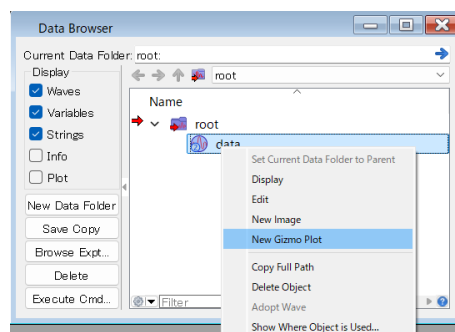 Data Browser
Current Data Folder: root:
Display
Waves
Variables
Strings
Info
Plot
New Data Folder
Save Copy
Browse Expt...
Delete
Execute Cmd...
root
Name
root
data
Set Current Data Folder to Parent
Display
Edit
New Image
New Gizmo Plot
Copy Full Path
Delete Object
Adopt Wave
Show Where Object is Used...
Filter